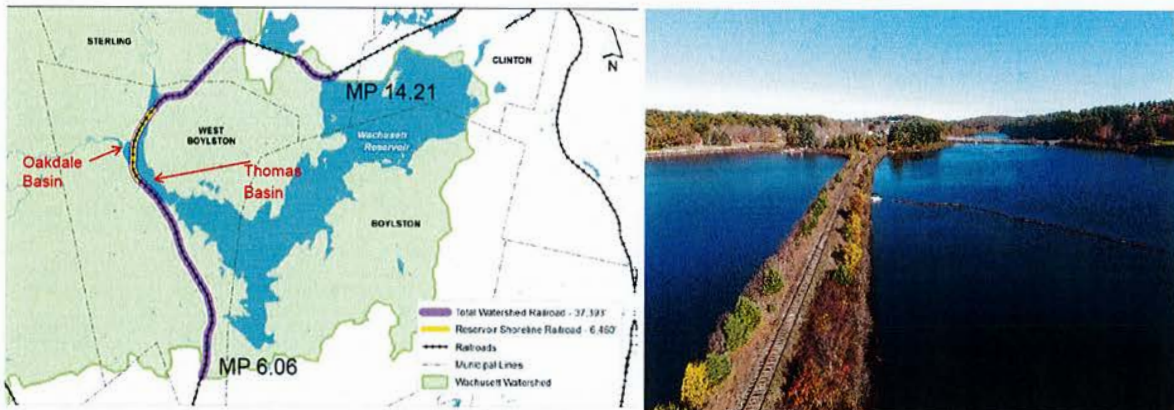 STERLING
CLINTON
N
MP 14.21
WEST
BOYLSTON
Wachusett
Reservoir
Oakdale
Basin
Thomas
Basin
BOYLSTON
Total Watershed Railroad - 37,393'
Reservoir Shoreline Railroad - 6,460'
Railroads
Municipal Lines
Wachusett Watershed
MP 6.06